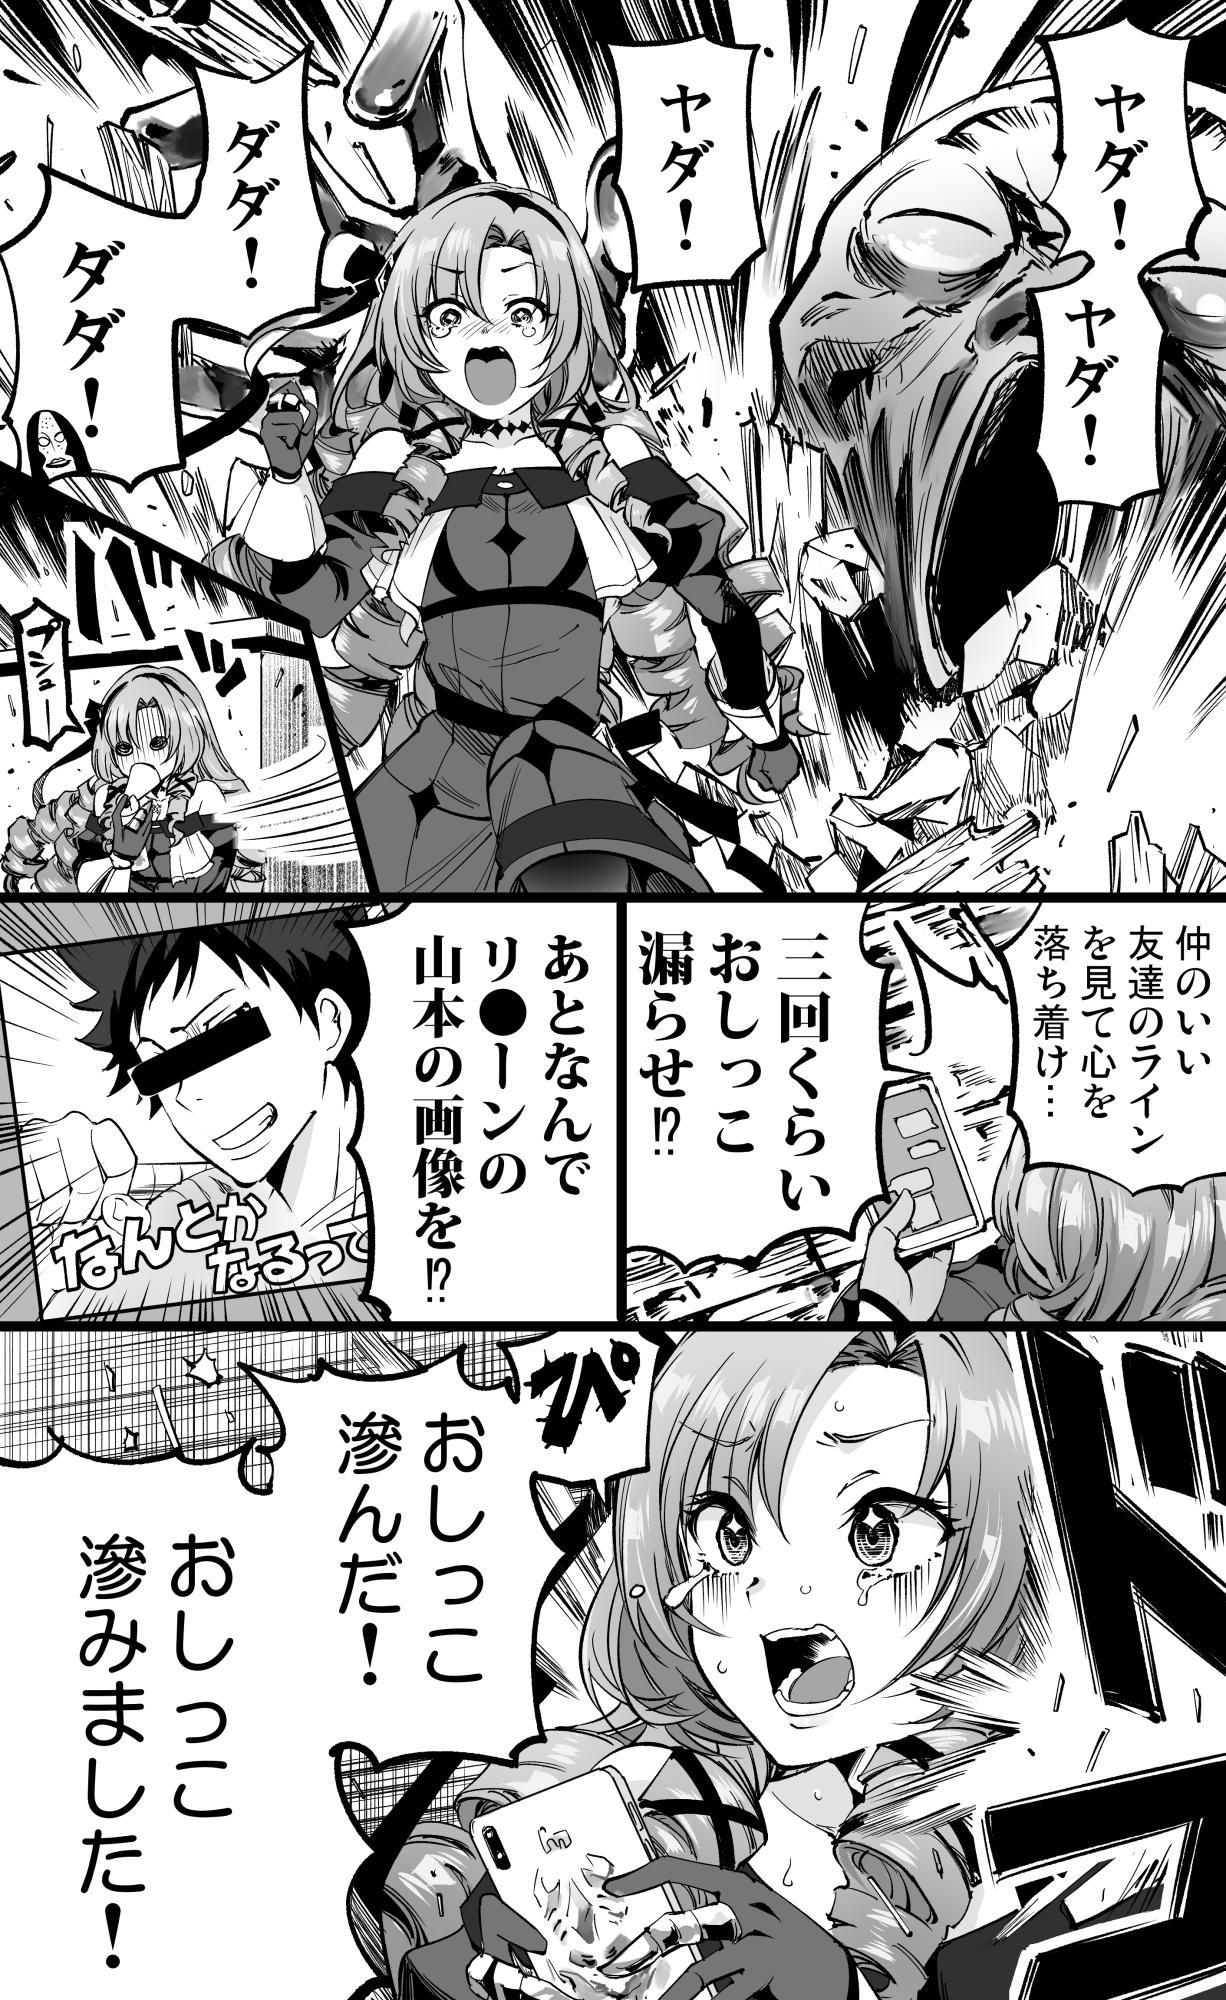 ヤダ！
ヤダ！
ヤダ！
ダダ！
ダダ！
バンッ
プシュー
仲のいい
友達のライン
を見て心を
落ち着け…
三回くらい
おしっこ
漏らせ!?
あとなんで
リ●ーンの
山本の画像を!?
なんとか
なるって
ぴ
おしっこ
滲んだ！
おしっこ
滲みました！